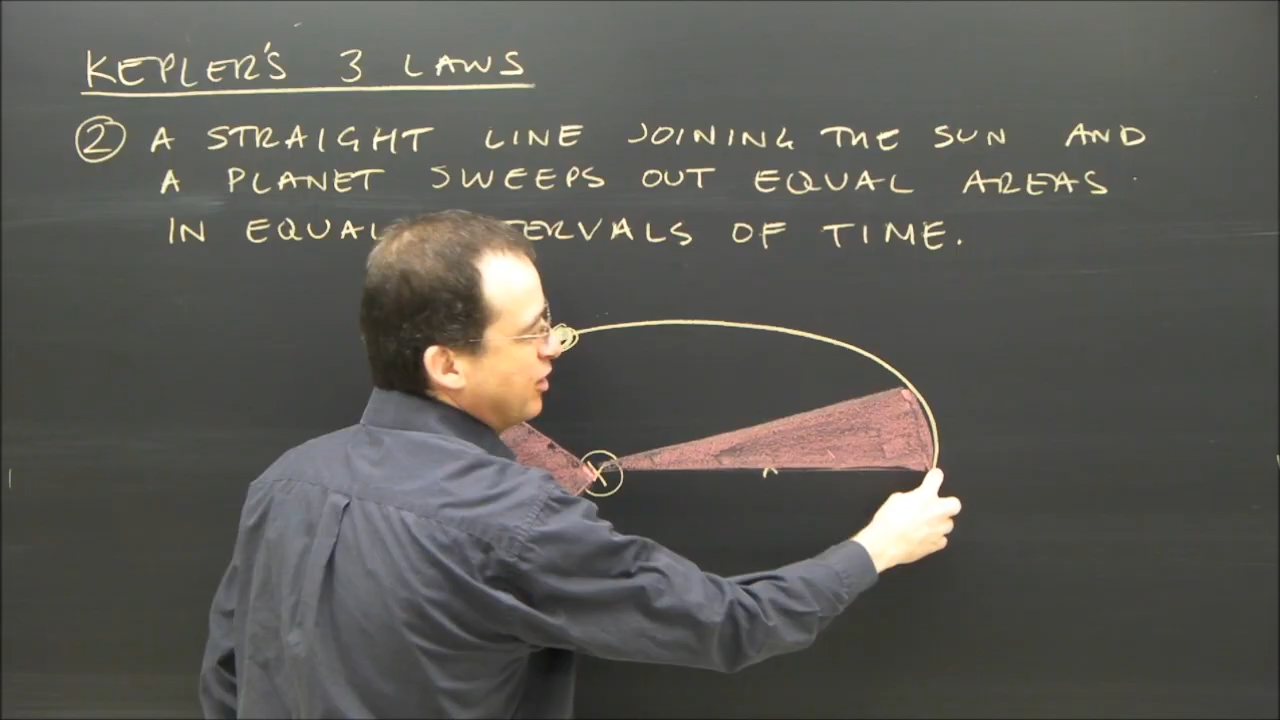 KEPLER'S 3 LAWS
② A STRAIGHT LINE JOINING THE SUN AND
A PLANET SWEEPS OUT EQUAL AREAS
IN EQUAL TERVALS OF TIME.